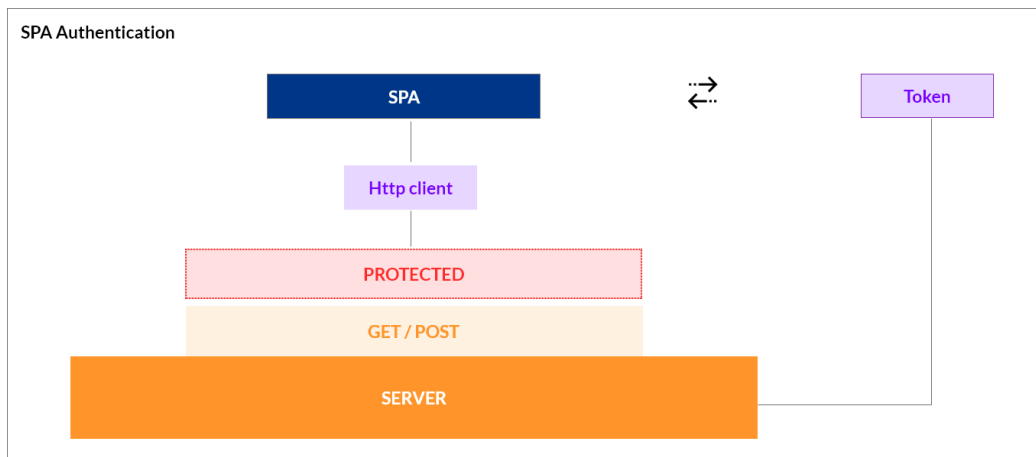 SPA Authentication
SPA
Token
Http client
PROTECTED
GET / POST
SERVER